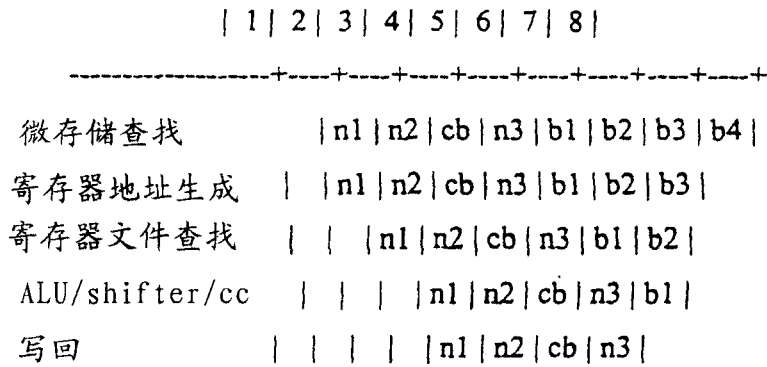 | 1| 2| 3| 4| 5| 6| 7| 8|
--------------------+----+----+----+----+----+----+----+----+
微存储查找 |n1|n2|cb|n3|b1|b2|b3|b4|
寄存器地址生成 | |n1|n2|cb|n3|b1|b2|b3|
寄存器文件查找 | | |n1|n2|cb|n3|b1|b2|
ALU/shifter/cc | | | |n1|n2|cb|n3|b1|
写回 | | | | |n1|n2|cb|n3|